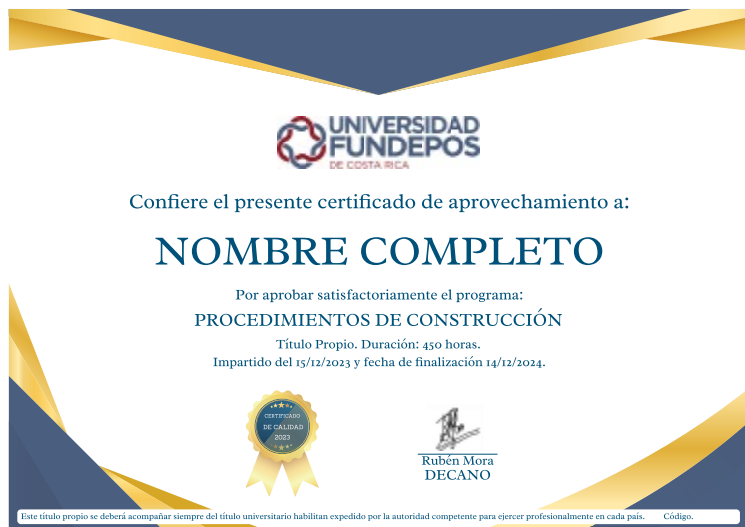 UNIVERSIDAD
FUNDEPOS
DE COSTA RICA
Confiere el presente certificado de aprovechamiento a:
NOMBRE COMPLETO
Por aprobar satisfactoriamente el programa:
PROCEDIMIENTOS DE CONSTRUCCIÓN
Título Propio. Duración: 450 horas.
Impartido del 15/12/2023 y fecha de finalización 14/12/2024.
CERTIFICADO
DE CALIDAD
2023
Rubén Mora
DECANO
Este título propio se deberá acompañar siempre del título universitario habilitan expedido por la autoridad competente para ejercer profesionalmente en cada país. Código.